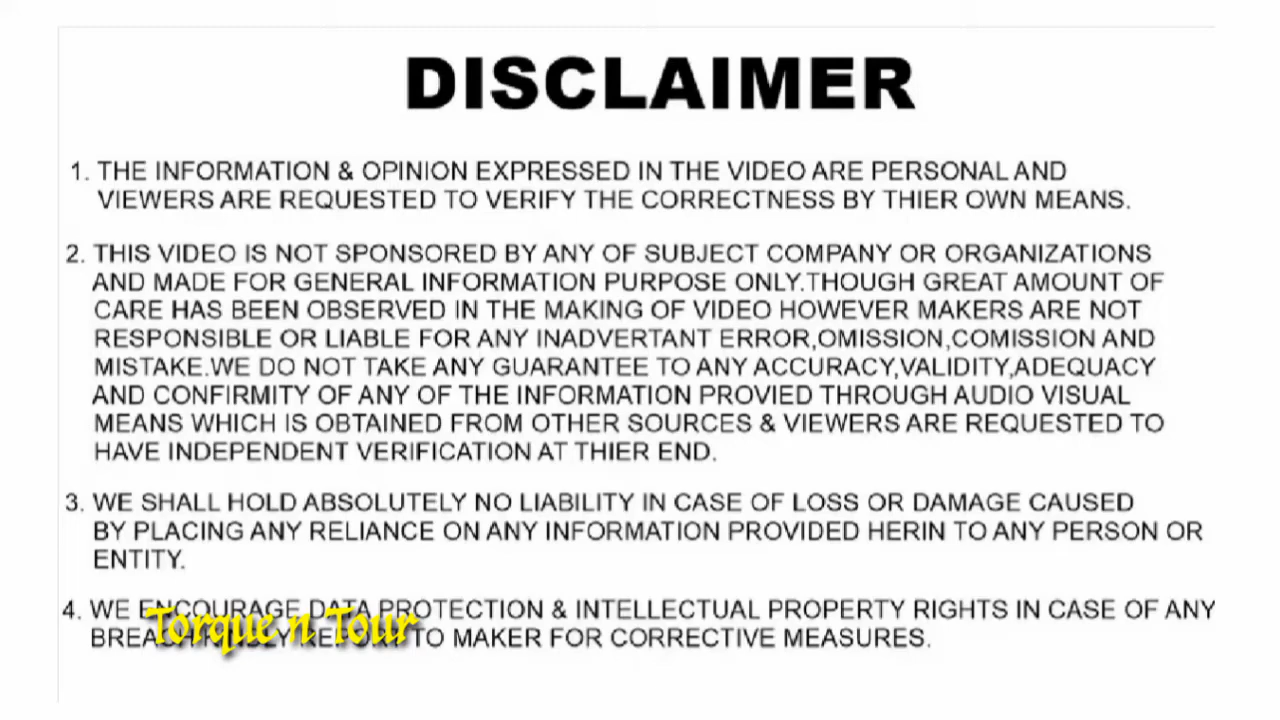 DISCLAIMER
1. THE INFORMATION & OPINION EXPRESSED IN THE VIDEO ARE PERSONAL AND
VIEWERS ARE REQUESTED TO VERIFY THE CORRECTNESS BY THIER OWN MEANS.
2. THIS VIDEO IS NOT SPONSORED BY ANY OF SUBJECT COMPANY OR ORGANIZATIONS
AND MADE FOR GENERAL INFORMATION PURPOSE ONLY.THOUGH GREAT AMOUNT OF
CARE HAS BEEN OBSERVED IN THE MAKING OF VIDEO HOWEVER MAKERS ARE NOT
RESPONSIBLE OR LIABLE FOR ANY INADVERTANT ERROR,OMISSION,COMISSION AND
MISTAKE.WE DO NOT TAKE ANY GUARANTEE TO ANY ACCURACY,VALIDITY,ADEQUACY
AND CONFIRMITY OF ANY OF THE INFORMATION PROVIED THROUGH AUDIO VISUAL
MEANS WHICH IS OBTAINED FROM OTHER SOURCES & VIEWERS ARE REQUESTED TO
HAVE INDEPENDENT VERIFICATION AT THIER END.
3. WE SHALL HOLD ABSOLUTELY NO LIABILITY IN CASE OF LOSS OR DAMAGE CAUSED
BY PLACING ANY RELIANCE ON ANY INFORMATION PROVIDED HERIN TO ANY PERSON OR
ENTITY.
4. WE ENCOURAGE DATA PROTECTION & INTELLECTUAL PROPERTY RIGHTS IN CASE OF ANY
TO MAKER FOR CORRECTIVE MEASURES.
Torque n Tour